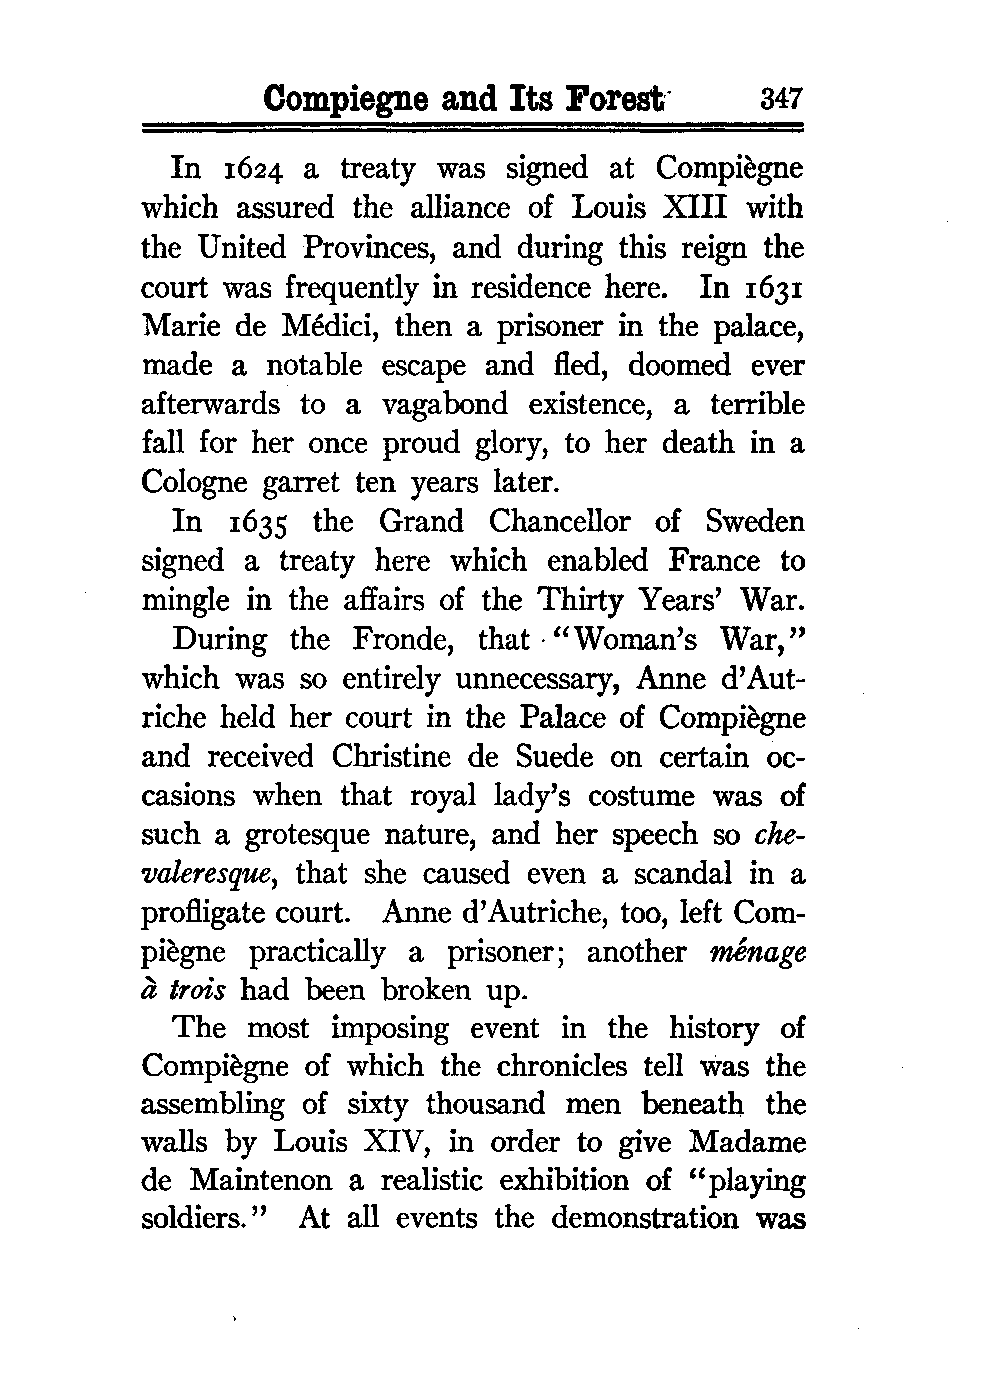 Compiegne and Its Forest 347
In 1624 a treaty was signed at Compiègne
which assured the alliance of Louis XIII with
the United Provinces, and during this reign the
court was frequently in residence here. In 1631
Marie de Médici, then a prisoner in the palace,
made a notable escape and fled, doomed ever
afterwards to a vagabond existence, a terrible
fall for her once proud glory, to her death in a
Cologne garret ten years later.
In 1635 the Grand Chancellor of Sweden
signed a treaty here which enabled France to
mingle in the affairs of the Thirty Years' War.
During the Fronde, that "Woman's War,"
which was so entirely unnecessary, Anne d'Aut-
riche held her court in the Palace of Compiègne
and received Christine de Suede on certain oc-
casions when that royal lady's costume was of
such a grotesque nature, and her speech so che-
valeresque, that she caused even a scandal in a
profligate court. Anne d'Autriche, too, left Com-
piègne practically a prisoner; another ménage
à trois had been broken up.
The most imposing event in the history of
Compiègne of which the chronicles tell was the
assembling of sixty thousand men beneath the
walls by Louis XIV, in order to give Madame
de Maintenon a realistic exhibition of "playing
soldiers." At all events the demonstration was